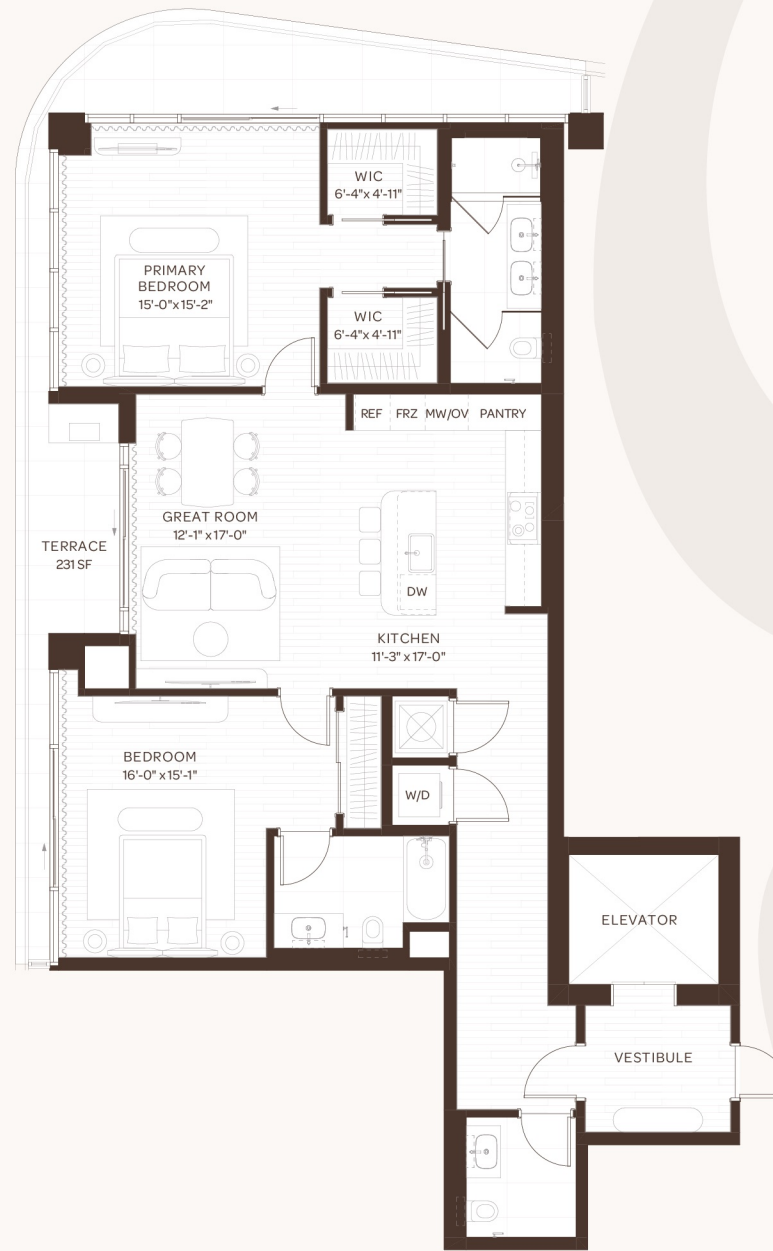 WIC
6'-4"x 4'-11"
PRIMARY
BEDROOM
15'-0"x 15'-2"
WIC
6'-4"x 4'-11"
REF FRZ MW/OV PANTRY
GREAT ROOM
12'-1" x 17'-0"
TERRACE
231 SF
DW
KITCHEN
11'-3" x 17'-0"
BEDROOM
16'-0" x 15'-1"
W/D
ELEVATOR
VESTIBULE